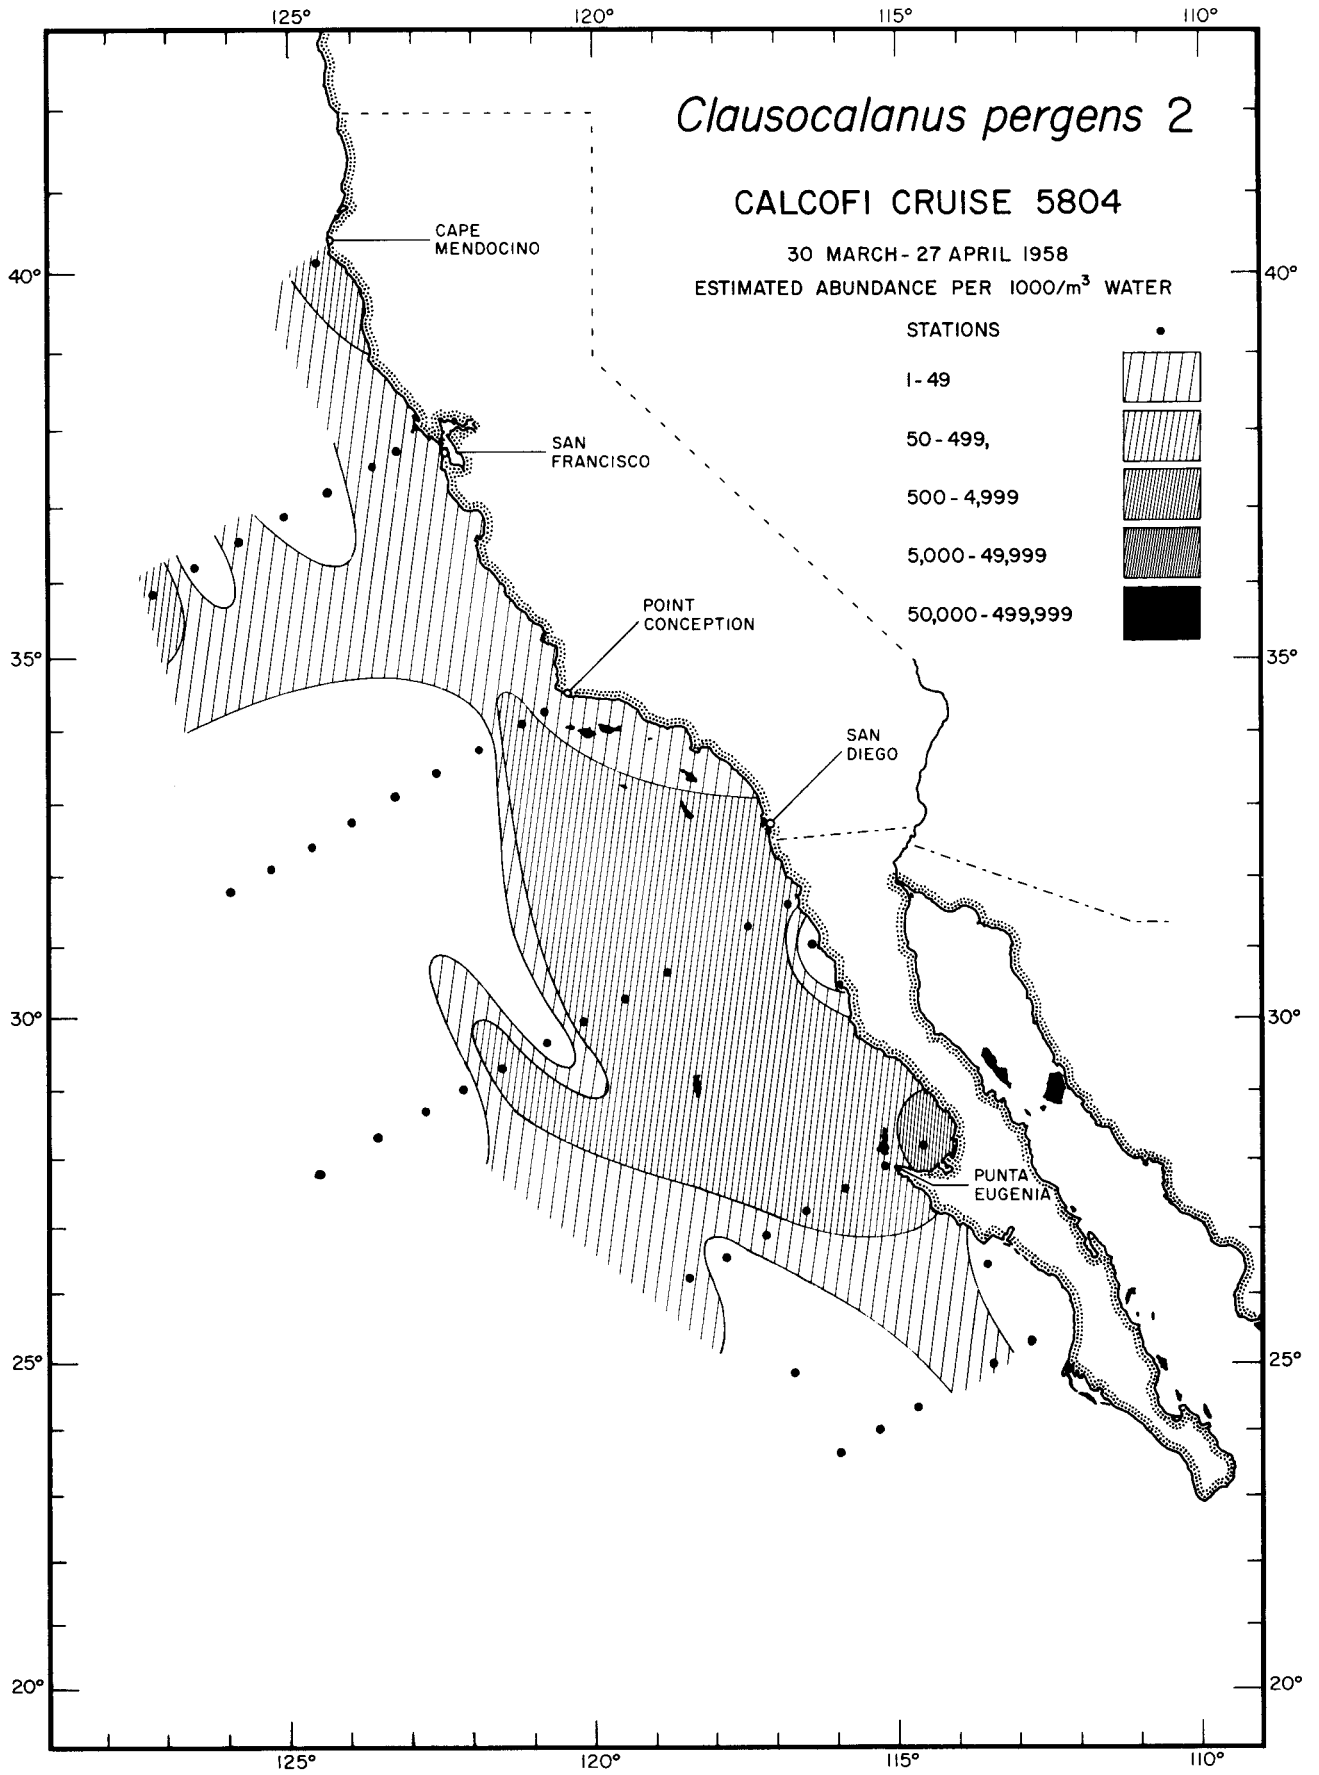 125° 120° 115° 110°
Clausocalanus pergens 2
CALCOFI CRUISE 5804
30 MARCH - 27 APRIL 1958
ESTIMATED ABUNDANCE PER 1000/m³ WATER
STATIONS
1 - 49
50 - 499,
500 - 4,999
5,000 - 49,999
50,000 - 499,999
CAPE
MENDOCINO
40° 40°
SAN
FRANCISCO
POINT
CONCEPTION
35° 35°
SAN
DIEGO
30° 30°
PUNTA
EUGENIA
25° 25°
20° 20°
125° 120° 115° 110°